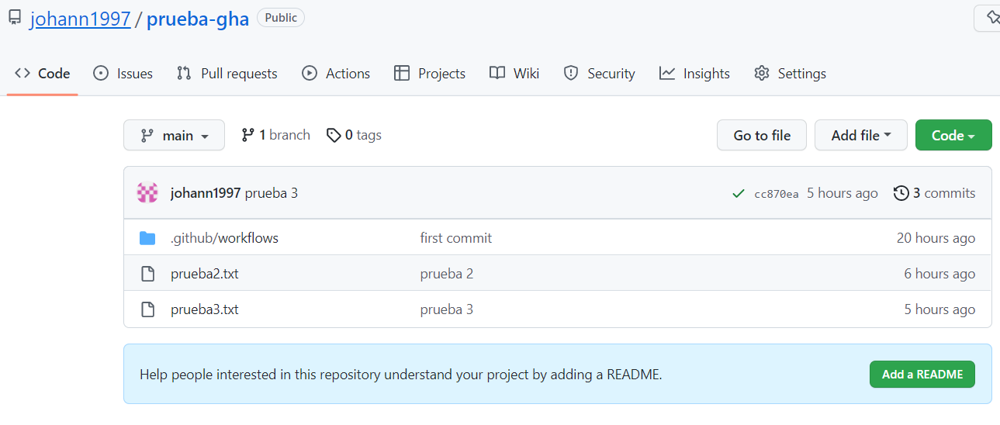 johann1997 / prueba-gha Public
Code Issues Pull requests Actions Projects Wiki Security Insights Settings
main 1 branch 0 tags Go to file Add file Code
johann1997 prueba 3 cc870ea 5 hours ago 3 commits
.github/workflows first commit 20 hours ago
prueba2.txt prueba 2 6 hours ago
prueba3.txt prueba 3 5 hours ago
Help people interested in this repository understand your project by adding a README. Add a README